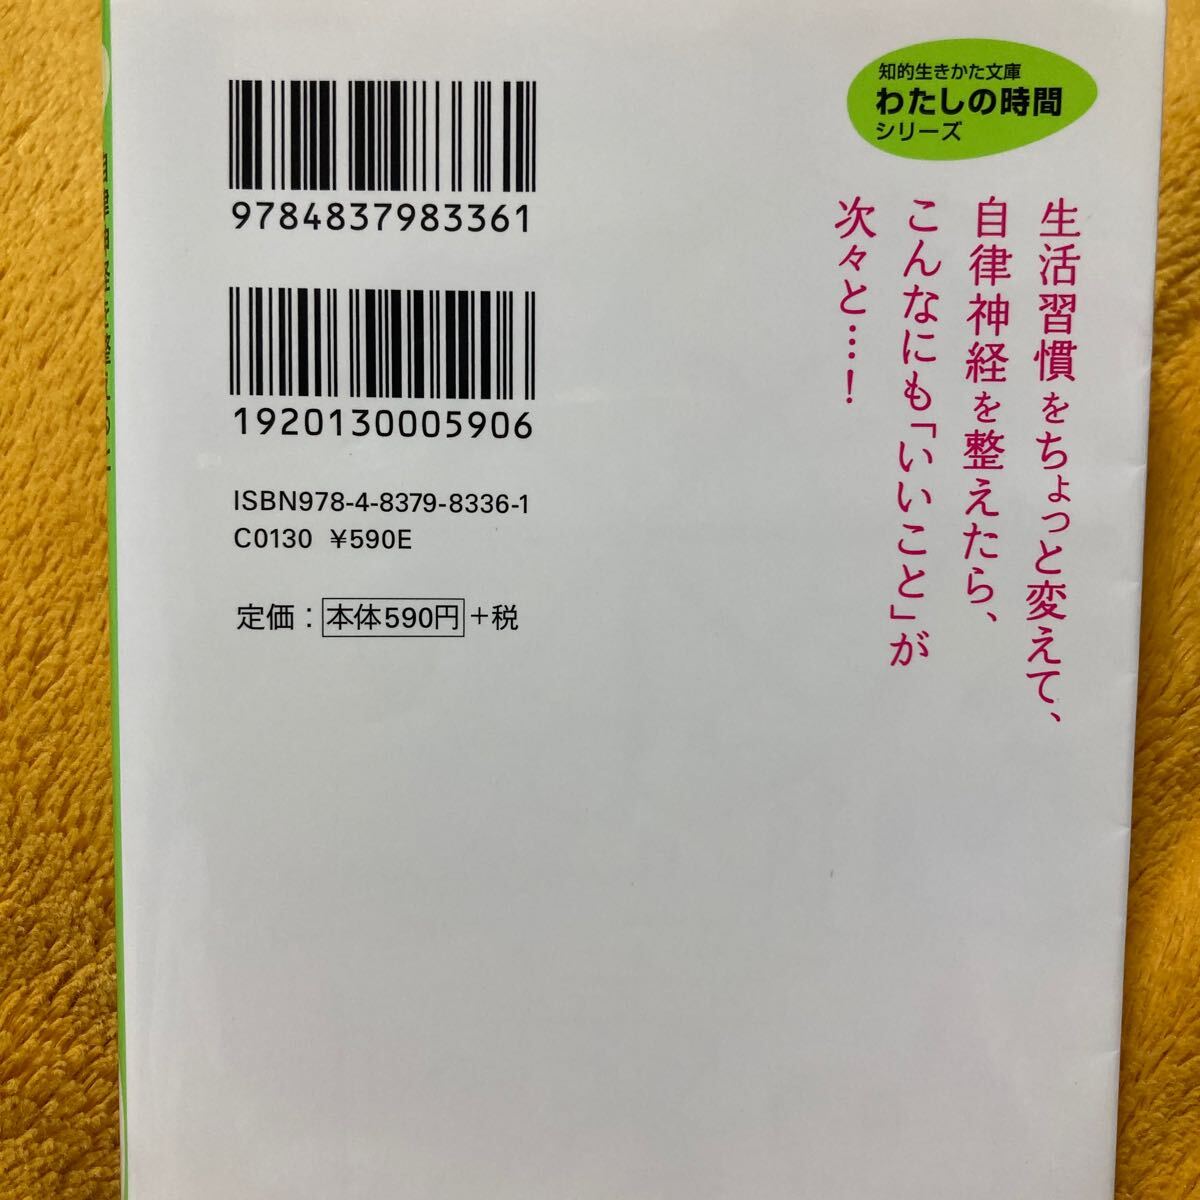 知的生きかた文庫
わたしの時間
シリーズ
生活習慣をちょっと変えて、
自律神経を整えたら、
こんなにも「いいこと」が
次々と…!
9784837983361
1920130005906
ISBN978-4-8379-8336-1
C0130 ¥590E
定価：本体590円+税